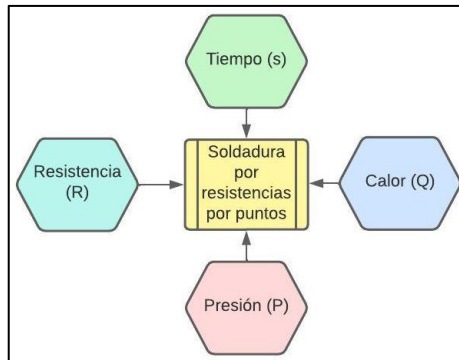 Tiempo (s)
Resistencia
(R)
Soldadura
por
resistencias
por puntos
Calor (Q)
Presión (P)